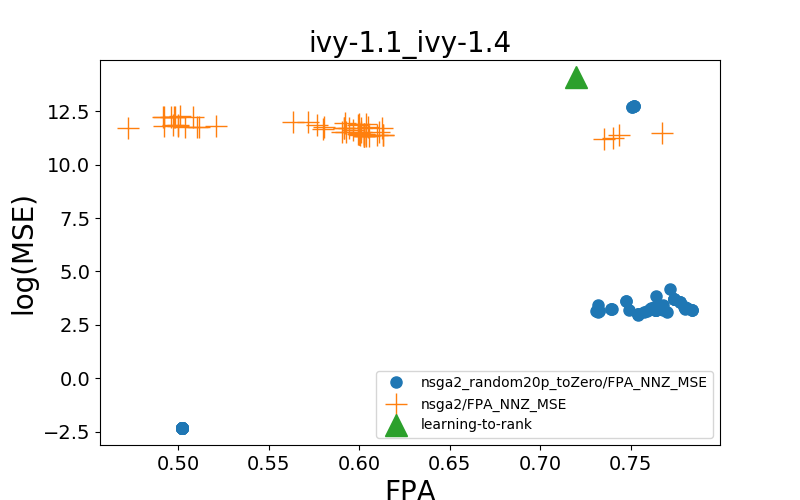 ivy-1.1_ivy-1.4
log(MSE)
12.5
10.0
7.5
5.0
2.5
0.0
−2.5
nsga2_random20p_toZero/FPA_NNZ_MSE
nsga2/FPA_NNZ_MSE
learning-to-rank
0.50 0.55 0.60 0.65 0.70 0.75
FPA